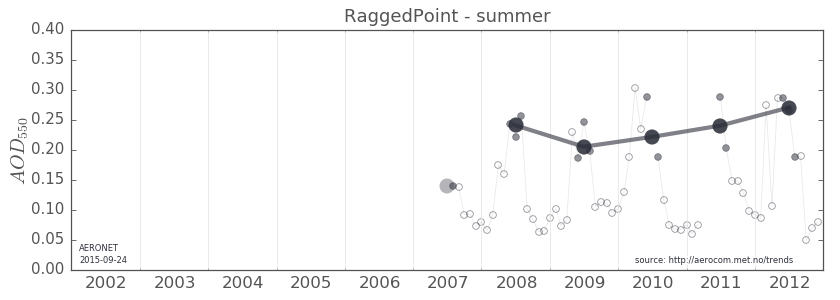 RaggedPoint - summer
0.40
0.35
0.30
0.25
0.20
0.15
0.10
0.05
0.00
AOD550
AERONET
2015-09-24
source: http://aerocom.met.no/trends
2002 2003 2004 2005 2006 2007 2008 2009 2010 2011 2012